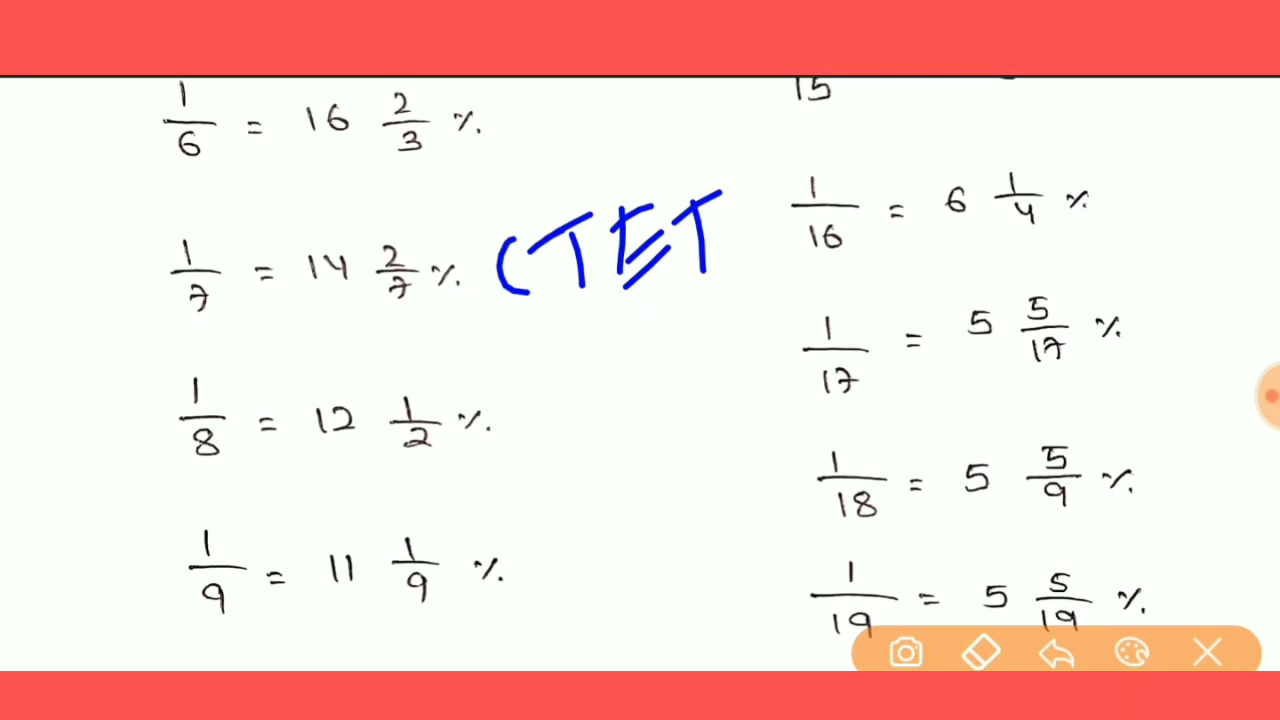 1/6 = 16 2/3 %
1/7 = 14 2/7 %
CTET
1/8 = 12 1/2 %
1/9 = 11 1/9 %
15
1/16 = 6 1/4 %
1/17 = 5 5/17 %
1/18 = 5 5/9 %
1/19 = 5 5/19 %